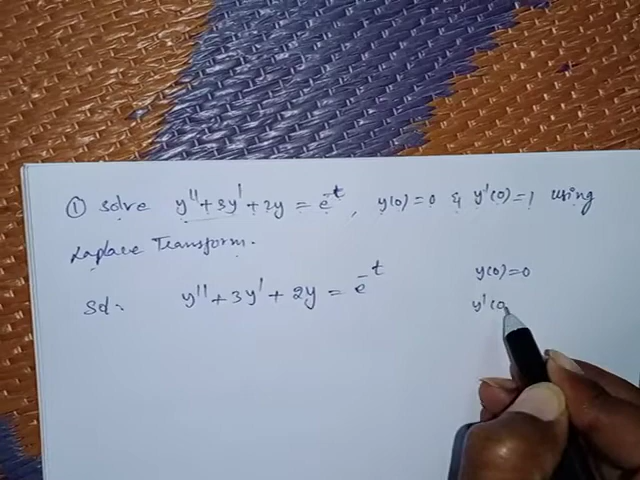 ① Solve y''+3y'+2y = e^-t, y(0)=0 & y'(0)=1 using
Laplace Transform.
Sol: y''+3y'+2y = e^-t
y(0)=0
y'(0